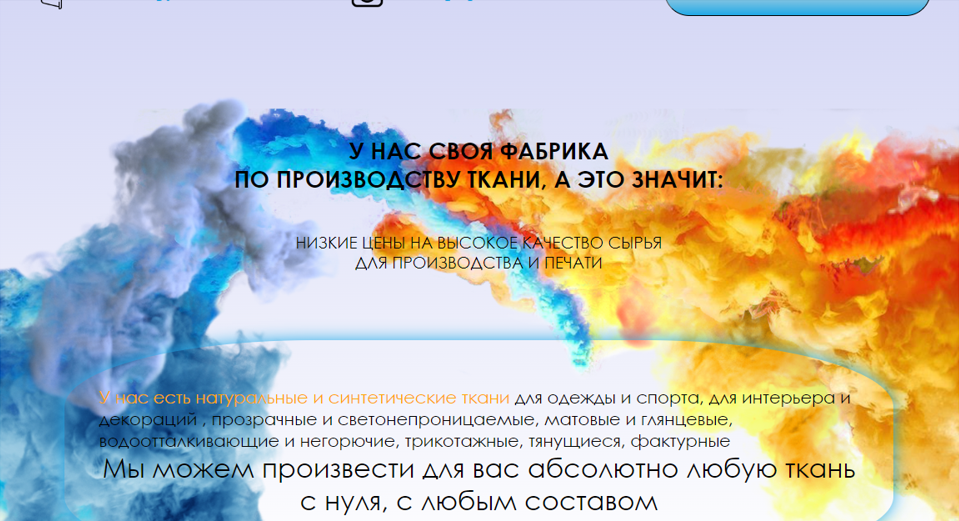 У НАС СВОЯ ФАБРИКА
ПО ПРОИЗВОДСТВУ ТКАНИ, А ЭТО ЗНАЧИТ:
НИЗКИЕ ЦЕНЫ НА ВЫСОКОЕ КАЧЕСТВО СЫРЬЯ
ДЛЯ ПРОИЗВОДСТВА И ПЕЧАТИ
У нас есть натуральные и синтетические ткани для одежды и спорта, для интерьера и
декораций , прозрачные и светонепроницаемые, матовые и глянцевые,
водоотталкивающие и негорючие, трикотажные, тянущиеся, фактурные
Мы можем произвести для вас абсолютно любую ткань
с нуля, с любым составом